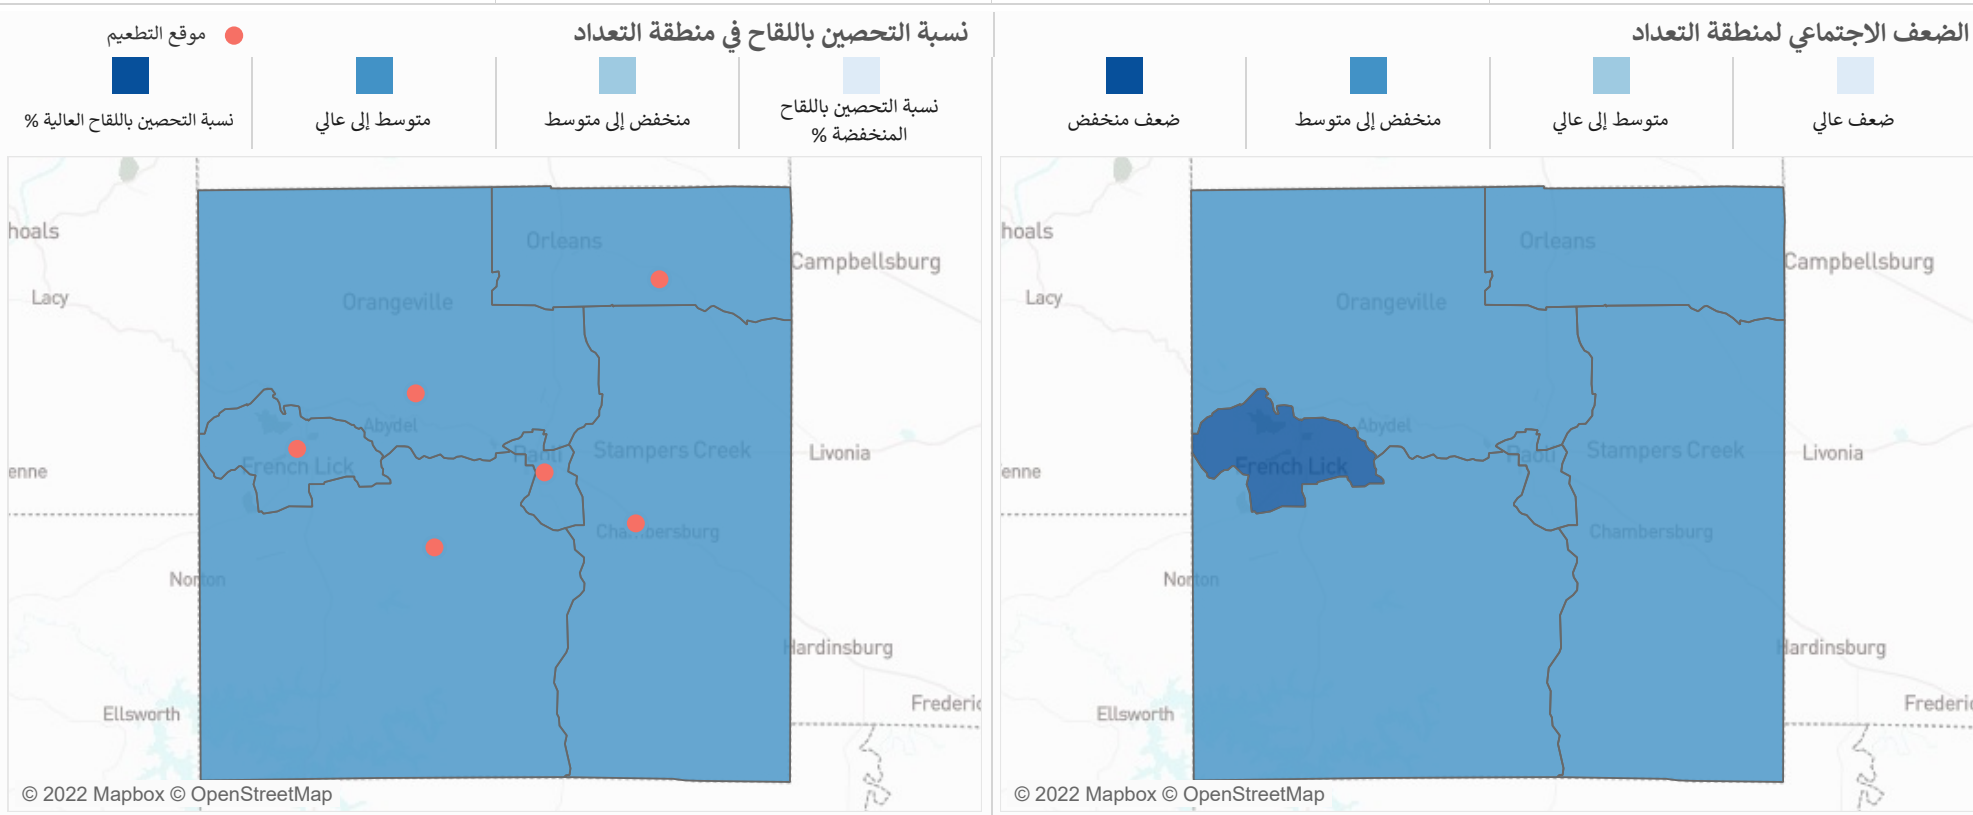 الضعف الاجتماعي لمنطقة التعداد
ضعف عالي
متوسط إلى عالي
منخفض إلى متوسط
ضعف منخفض
hoals
Orleans
Campbellsburg
Lacy
Orangeville
Abydel
Paoli
Stampers Creek
Livonia
French Lick
enne
Chambersburg
Norton
Hardinsburg
Ellsworth
Frederic
© 2022 Mapbox © OpenStreetMap
نسبة التحصين باللقاح في منطقة التعداد
موقع التطعيم
نسبة التحصين باللقاح
المنخفضة %
منخفض إلى متوسط
متوسط إلى عالي
نسبة التحصين باللقاح العالية %
hoals
Orleans
Campbellsburg
Lacy
Orangeville
Abydel
Paoli
Stampers Creek
Livonia
French Lick
enne
Chambersburg
Norton
Hardinsburg
Ellsworth
Frederic
© 2022 Mapbox © OpenStreetMap